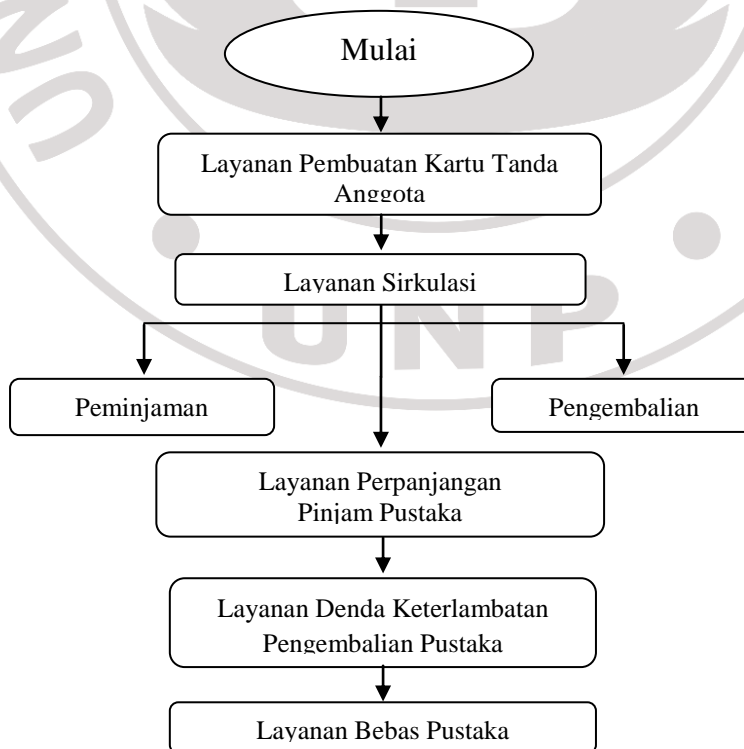 Mulai
Layanan Pembuatan Kartu Tanda
Anggota
Layanan Sirkulasi
Peminjaman
Pengembalian
Layanan Perpanjangan
Pinjam Pustaka
Layanan Denda Keterlambatan
Pengembalian Pustaka
Layanan Bebas Pustaka
UNP